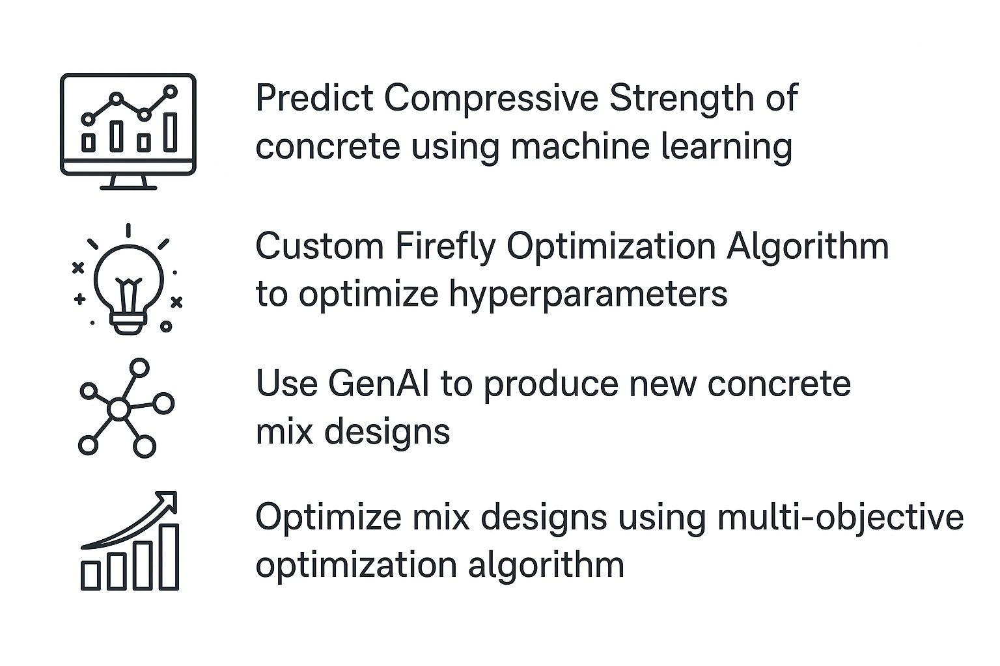 Predict Compressive Strength of
concrete using machine learning
Custom Firefly Optimization Algorithm
to optimize hyperparameters
Use GenAI to produce new concrete
mix designs
Optimize mix designs using multi-objective
optimization algorithm